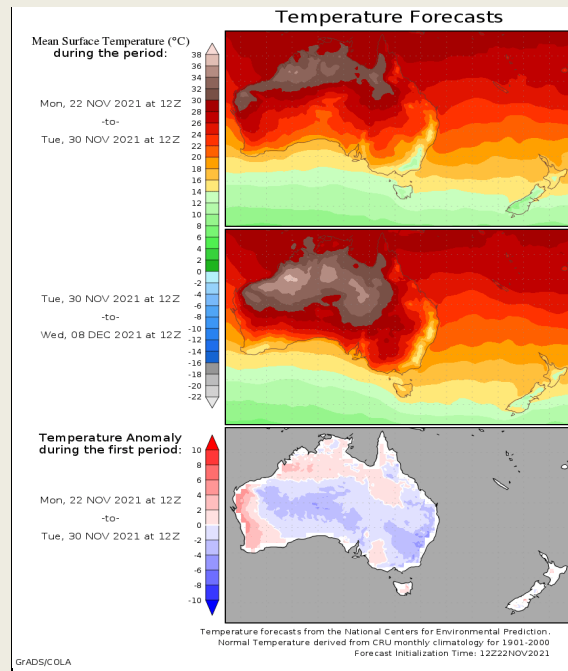 Temperature Forecasts
Mean Surface Temperature (°C)
during the period:
38
36
34
33
32
31
30
28
26
24
22
20
18
16
14
12
10
8
6
4
2
0
-2
-4
-6
-8
-9
-10
-12
-14
-16
-18
-20
-22
Mon, 22 NOV 2021 at 12Z
-to-
Tue, 30 NOV 2021 at 12Z
Tue, 30 NOV 2021 at 12Z
-to-
Wed, 08 DEC 2021 at 12Z
Temperature Anomaly
during the first period:
10
8
6
4
2
0
-2
-4
-6
-8
-10
Mon, 22 NOV 2021 at 12Z
-to-
Tue, 30 NOV 2021 at 12Z
Temperature forecasts from the National Centers for Environmental Prediction.
Normal Temperature derived from CRU monthly climatology for 1901-2000
Forecast Initialization Time: 12Z22NOV2021
GrADS/COLA